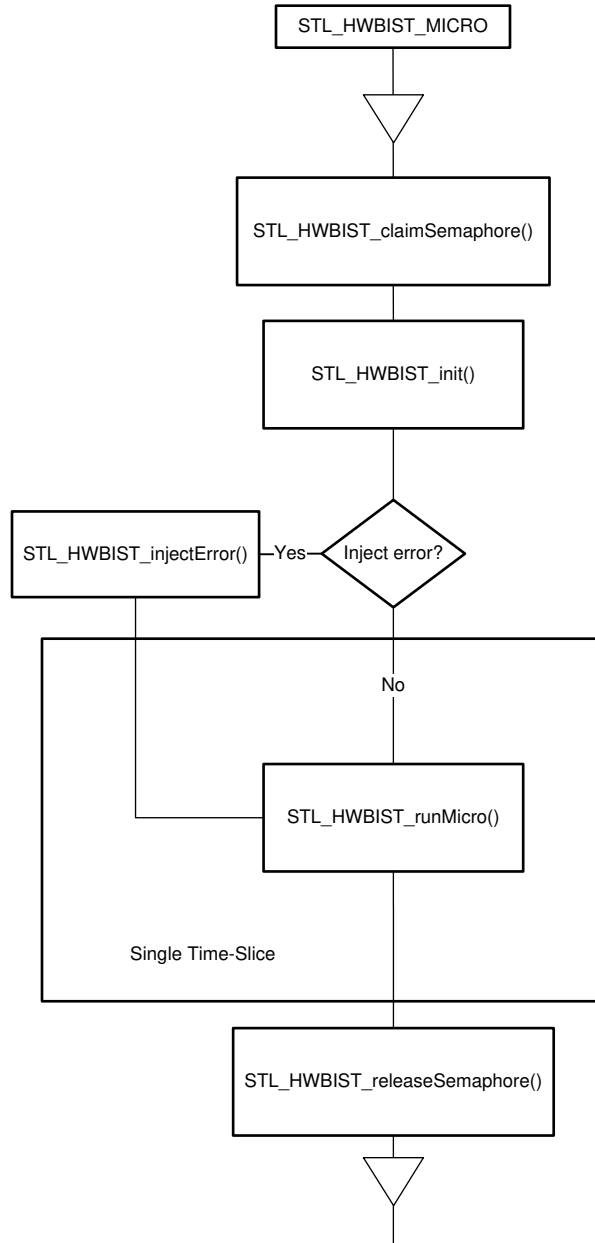 STL_HWBIST_MICRO
STL_HWBIST_claimSemaphore()
STL_HWBIST_init()
STL_HWBIST_injectError()
Yes
Inject error?
No
STL_HWBIST_runMicro()
Single Time-Slice
STL_HWBIST_releaseSemaphore()